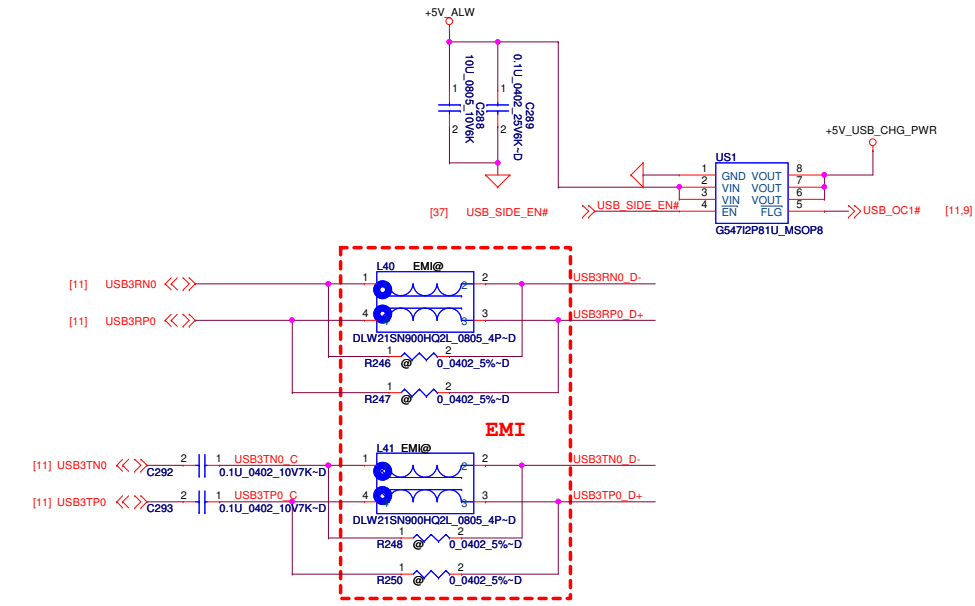 +5V_ALW
10U_0805_10V6K
C288
0.1U_0402_25V6K~D
C289
1
2
1
2
+5V_USB_CHG_PWR
US1
1 GND VOUT 8
2 VIN VOUT 7
3 VIN VOUT 6
4 EN FLG 5
G547I2P81U_MSOP8
[37] USB_SIDE_EN#
USB_SIDE_EN#
USB_OC1# [11,9]
L40 EMI@
[11] USB3RN0 1 2 2 USB3RN0_D-
[11] USB3RP0 4 3 3 USB3RP0_D+
DLW21SN900HQ2L_0805_4P~D
1 2
R246 @ 0_0402_5%~D
1 2
R247 @ 0_0402_5%~D
EMI
L41 EMI@
[11] USB3TN0 2 1 USB3TN0_C 1 2 2 USB3TN0_D-
C292 0.1U_0402_10V7K~D
[11] USB3TP0 2 1 USB3TP0_C 4 3 3 USB3TP0_D+
C293 0.1U_0402_10V7K~D
DLW21SN900HQ2L_0805_4P~D
1 2
R248 @ 0_0402_5%~D
1 2
R250 @ 0_0402_5%~D